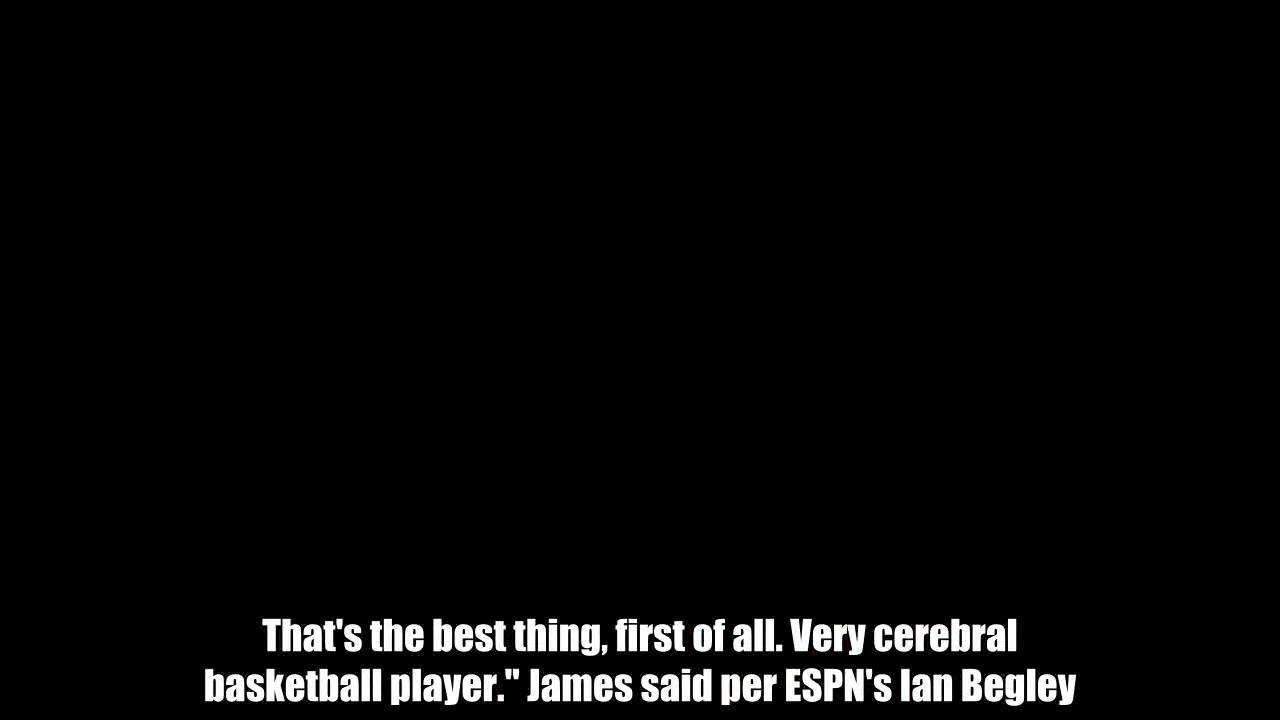 That's the best thing, first of all. Very cerebral
basketball player." James said per ESPN's Ian Begley